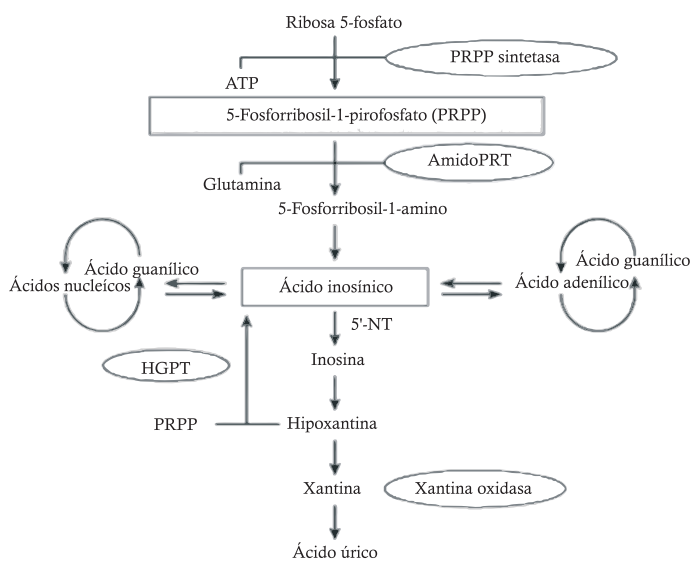 Ribosa 5-fosfato
PRPP sintetasa
ATP
5-Fosforribosil-1-pirofosfato (PRPP)
AmidoPRT
Glutamina
5-Fosforribosil-1-amino
Ácido guanílico
Ácidos nucleícos
Ácido inosínico
Ácido guanílico
Ácido adenílico
5'-NT
Inosina
HGPT
PRPP
Hipoxantina
Xantina
Xantina oxidasa
Ácido úrico